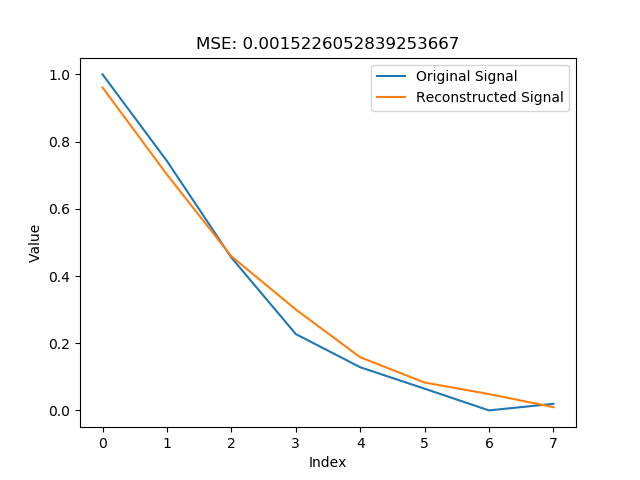 MSE: 0.0015226052839253667
Original Signal
Reconstructed Signal
1.0
0.8
0.6
0.4
0.2
0.0
Value
0 1 2 3 4 5 6 7
Index